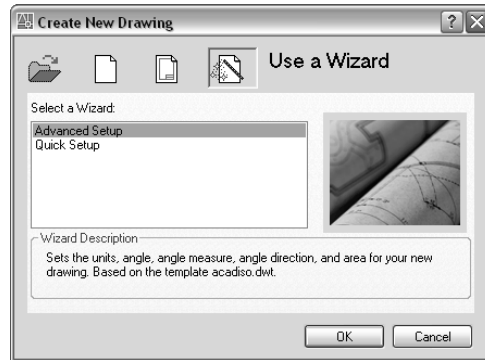 Create New Drawing
Use a Wizard
Select a Wizard:
Advanced Setup
Quick Setup
Wizard Description
Sets the units, angle, angle measure, angle direction, and area for your new
drawing. Based on the template acadiso.dwt.
OK
Cancel